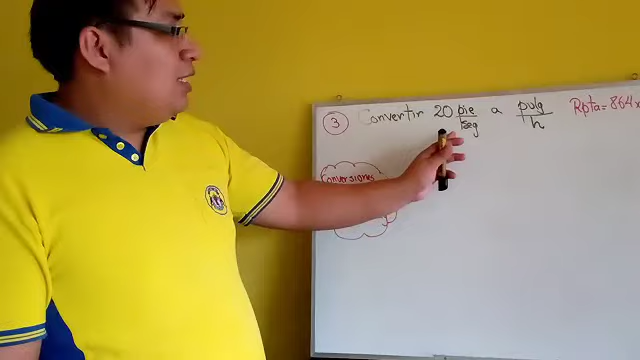 3 Convertir 20 pie/seg a pulg/h Rpta = 864x
Conversiones